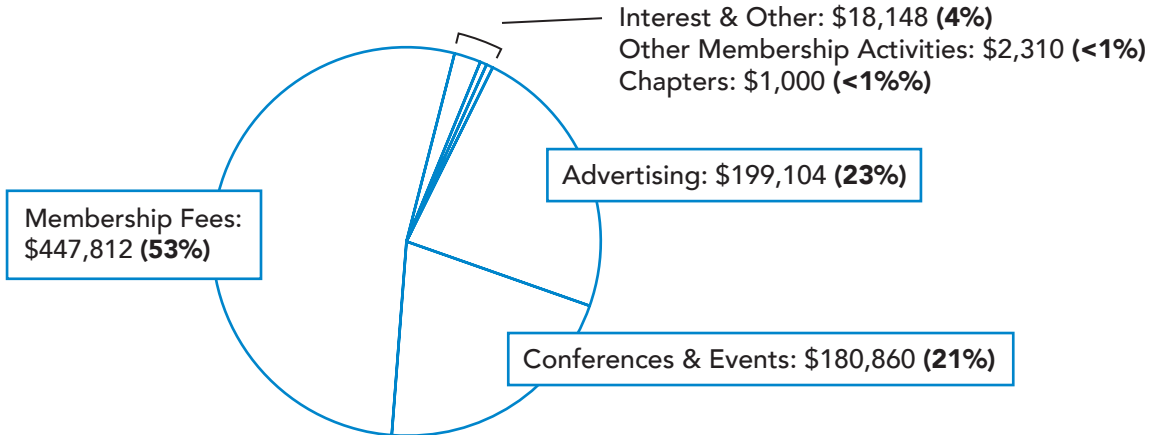 Interest & Other: $18,148 (4%)
Other Membership Activities: $2,310 (<1%)
Chapters: $1,000 (<1%%)
Advertising: $199,104 (23%)
Membership Fees:
$447,812 (53%)
Conferences & Events: $180,860 (21%)